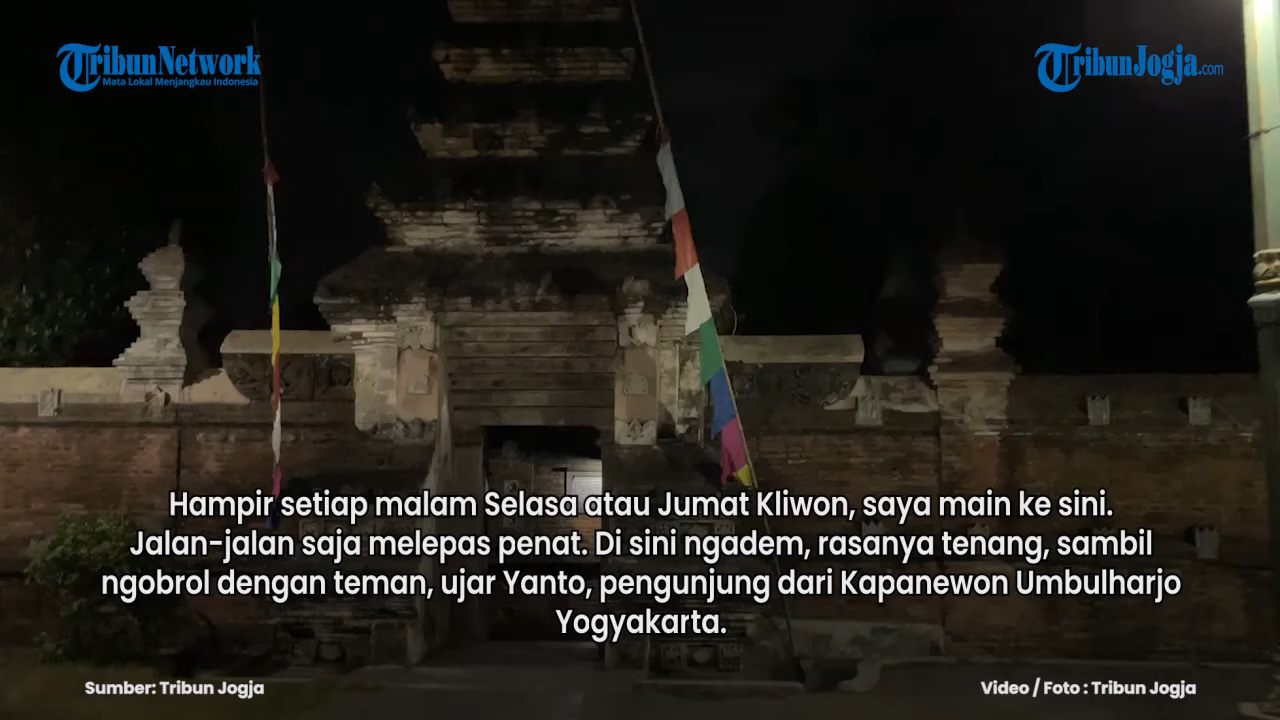 TribunNetwork
Mata Lokal Menjangkau Indonesia
TribunJogja.com
Hampir setiap malam Selasa atau Jumat Kliwon, saya main ke sini.
Jalan-jalan saja melepas penat. Di sini ngadem, rasanya tenang, sambil
ngobrol dengan teman, ujar Yanto, pengunjung dari Kapanewon Umbulharjo
Yogyakarta.
Sumber: Tribun Jogja
Video / Foto : Tribun Jogja